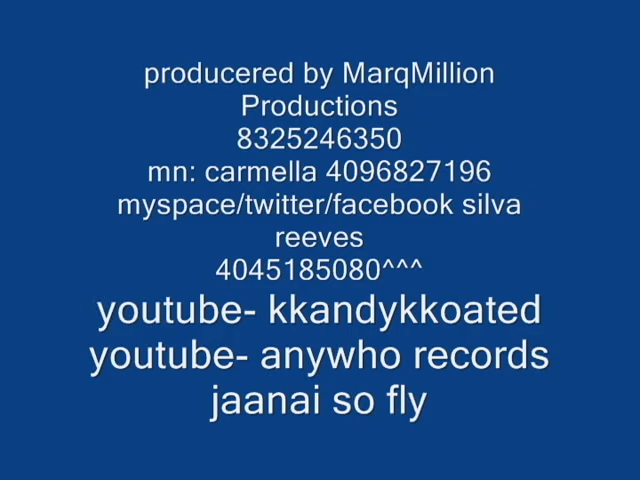 producered by MarqMillion
Productions
8325246350
mn: carmella 4096827196
myspace/twitter/facebook silva
reeves
4045185080^^^
youtube- kkandykkoated
youtube- anywho records
jaanai so fly